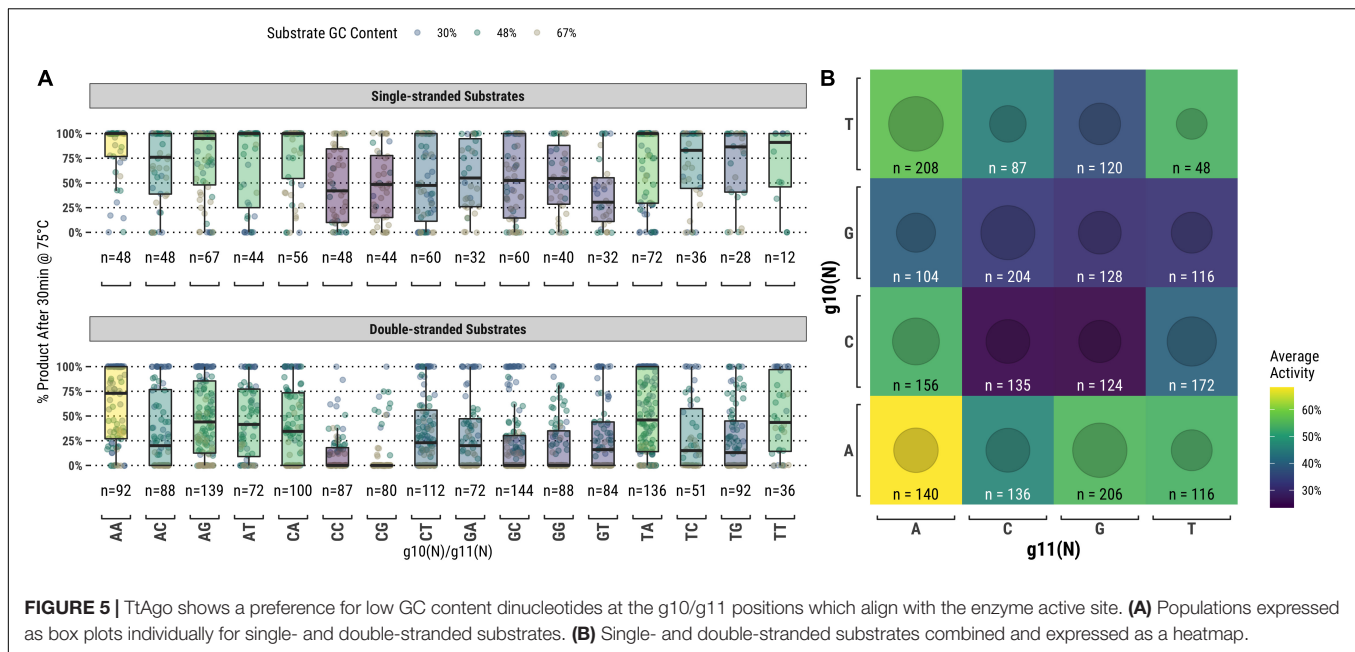 Substrate GC Content 30% 48% 67%
A
Single-stranded Substrates
100%
75%
50%
25%
0%
n=48 n=48 n=67 n=44 n=56 n=48 n=44 n=60 n=32 n=60 n=40 n=32 n=72 n=36 n=28 n=12
Double-stranded Substrates
100%
75%
50%
25%
0%
n=92 n=88 n=139 n=72 n=100 n=87 n=80 n=112 n=72 n=144 n=88 n=84 n=136 n=51 n=92 n=36
AA AC AG AT CA CC CG CT GA GC GG GT TA TC TG TT
g10(N)/g11(N)
% Product After 30min @ 75°C
B
T
n = 208 n = 87 n = 120 n = 48
G
n = 104 n = 204 n = 128 n = 116
C
n = 156 n = 135 n = 124 n = 172
A
n = 140 n = 136 n = 206 n = 116
A C G T
g11(N)
g10(N)
Average
Activity
60%
50%
40%
30%
FIGURE 5 | TtAgo shows a preference for low GC content dinucleotides at the g10/g11 positions which align with the enzyme active site. (A) Populations expressed
as box plots individually for single- and double-stranded substrates. (B) Single- and double-stranded substrates combined and expressed as a heatmap.